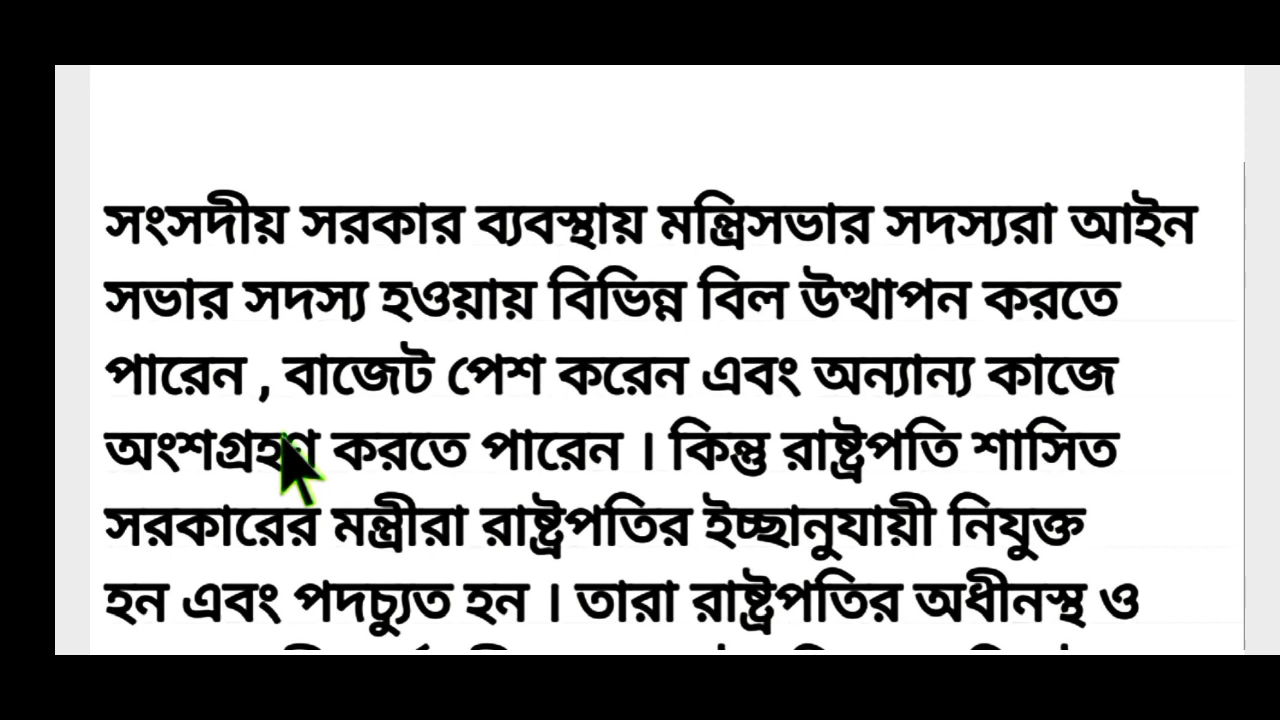 সংসদীয় সরকার ব্যবস্থায় মন্ত্রিসভার সদস্যরা আইন
সভার সদস্য হওয়ায় বিভিন্ন বিল উত্থাপন করতে
পারেন , বাজেট পেশ করেন এবং অন্যান্য কাজে
অংশগ্রহণ করতে পারেন । কিন্তু রাষ্ট্রপতি শাসিত
সরকারের মন্ত্রীরা রাষ্ট্রপতির ইচ্ছানুযায়ী নিযুক্ত
হন এবং পদচ্যুত হন । তারা রাষ্ট্রপতির অধীনস্থ ও